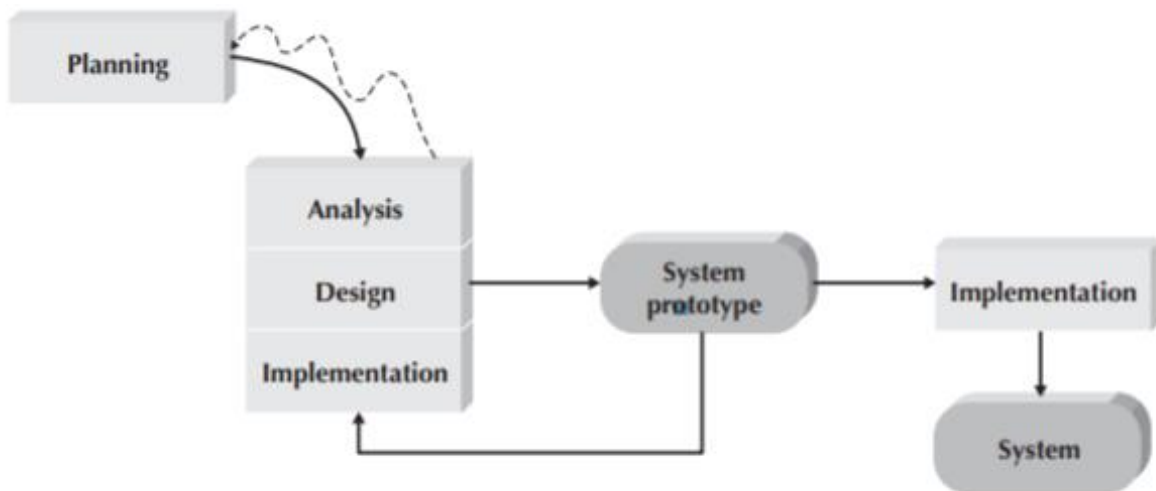 Planning
Analysis
Design
Implementation
System
prototype
Implementation
System